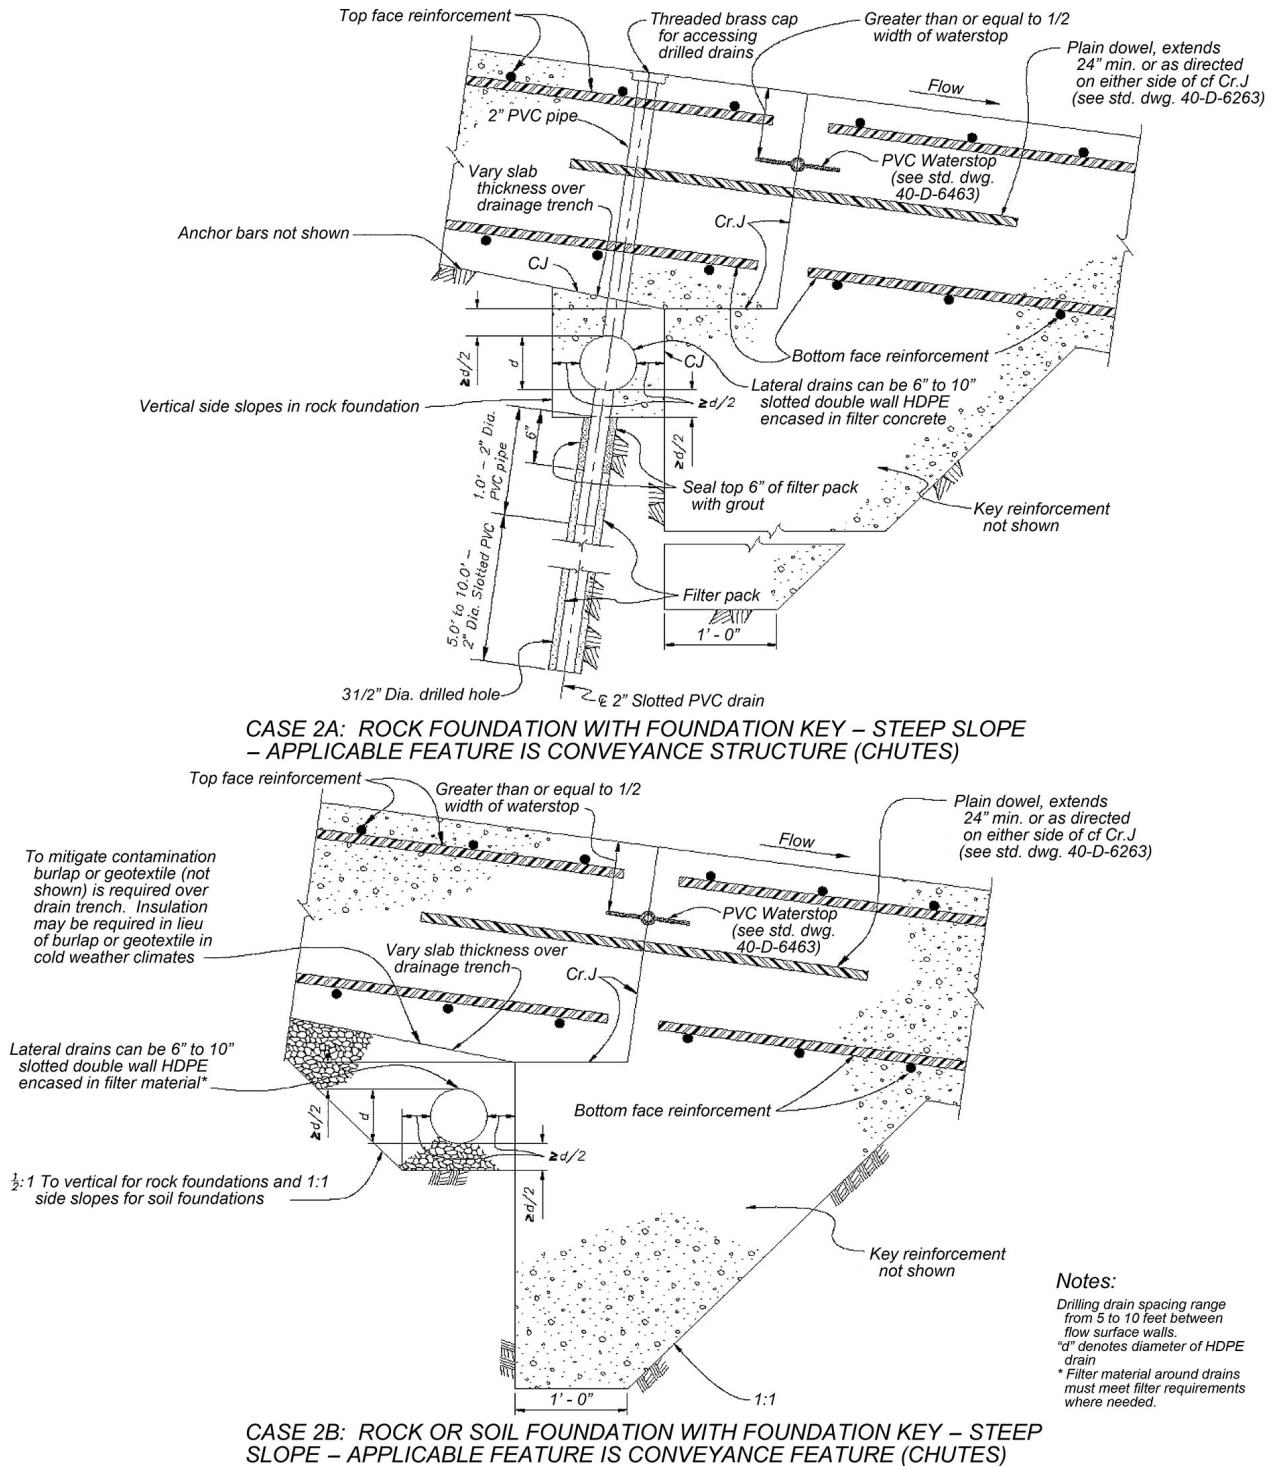 Top face reinforcement
Threaded brass cap
for accessing
drilled drains
Greater than or equal to 1/2
width of waterstop
Plain dowel, extends
24" min. or as directed
on either side of cf Cr.J
(see std. dwg. 40-D-6263)
Flow
2" PVC pipe
PVC Waterstop
(see std. dwg.
40-D-6463)
Vary slab
thickness over
drainage trench
Cr.J
Anchor bars not shown
CJ
≥d/2
d
CJ
Bottom face reinforcement
Lateral drains can be 6" to 10"
slotted double wall HDPE
encased in filter concrete
≥d/2
Vertical side slopes in rock foundation
≥d/2
6"
1.0' – 2" Dia.
PVC pipe
Seal top 6" of filter pack
with grout
Key reinforcement
not shown
5.0' to 10.0' –
2" Dia. Slotted PVC
Filter pack
1' - 0"
31/2" Dia. drilled hole
℄ 2" Slotted PVC drain
CASE 2A: ROCK FOUNDATION WITH FOUNDATION KEY – STEEP SLOPE
– APPLICABLE FEATURE IS CONVEYANCE STRUCTURE (CHUTES)
Top face reinforcement
Greater than or equal to 1/2
width of waterstop
Plain dowel, extends
24" min. or as directed
on either side of cf Cr.J
(see std. dwg. 40-D-6263)
Flow
To mitigate contamination
burlap or geotextile (not
shown) is required over
drain trench. Insulation
may be required in lieu
of burlap or geotextile in
cold weather climates
PVC Waterstop
(see std. dwg.
40-D-6463)
Vary slab thickness over
drainage trench
Cr.J
Lateral drains can be 6" to 10"
slotted double wall HDPE
encased in filter material*
≥d/2
d
Bottom face reinforcement
≥d/2
½:1 To vertical for rock foundations and 1:1
side slopes for soil foundations
≥d/2
Key reinforcement
not shown
Notes:
Drilling drain spacing range
from 5 to 10 feet between
flow surface walls.
"d" denotes diameter of HDPE
drain
* Filter material around drains
must meet filter requirements
where needed.
1' - 0"
1:1
CASE 2B: ROCK OR SOIL FOUNDATION WITH FOUNDATION KEY – STEEP
SLOPE – APPLICABLE FEATURE IS CONVEYANCE FEATURE (CHUTES)